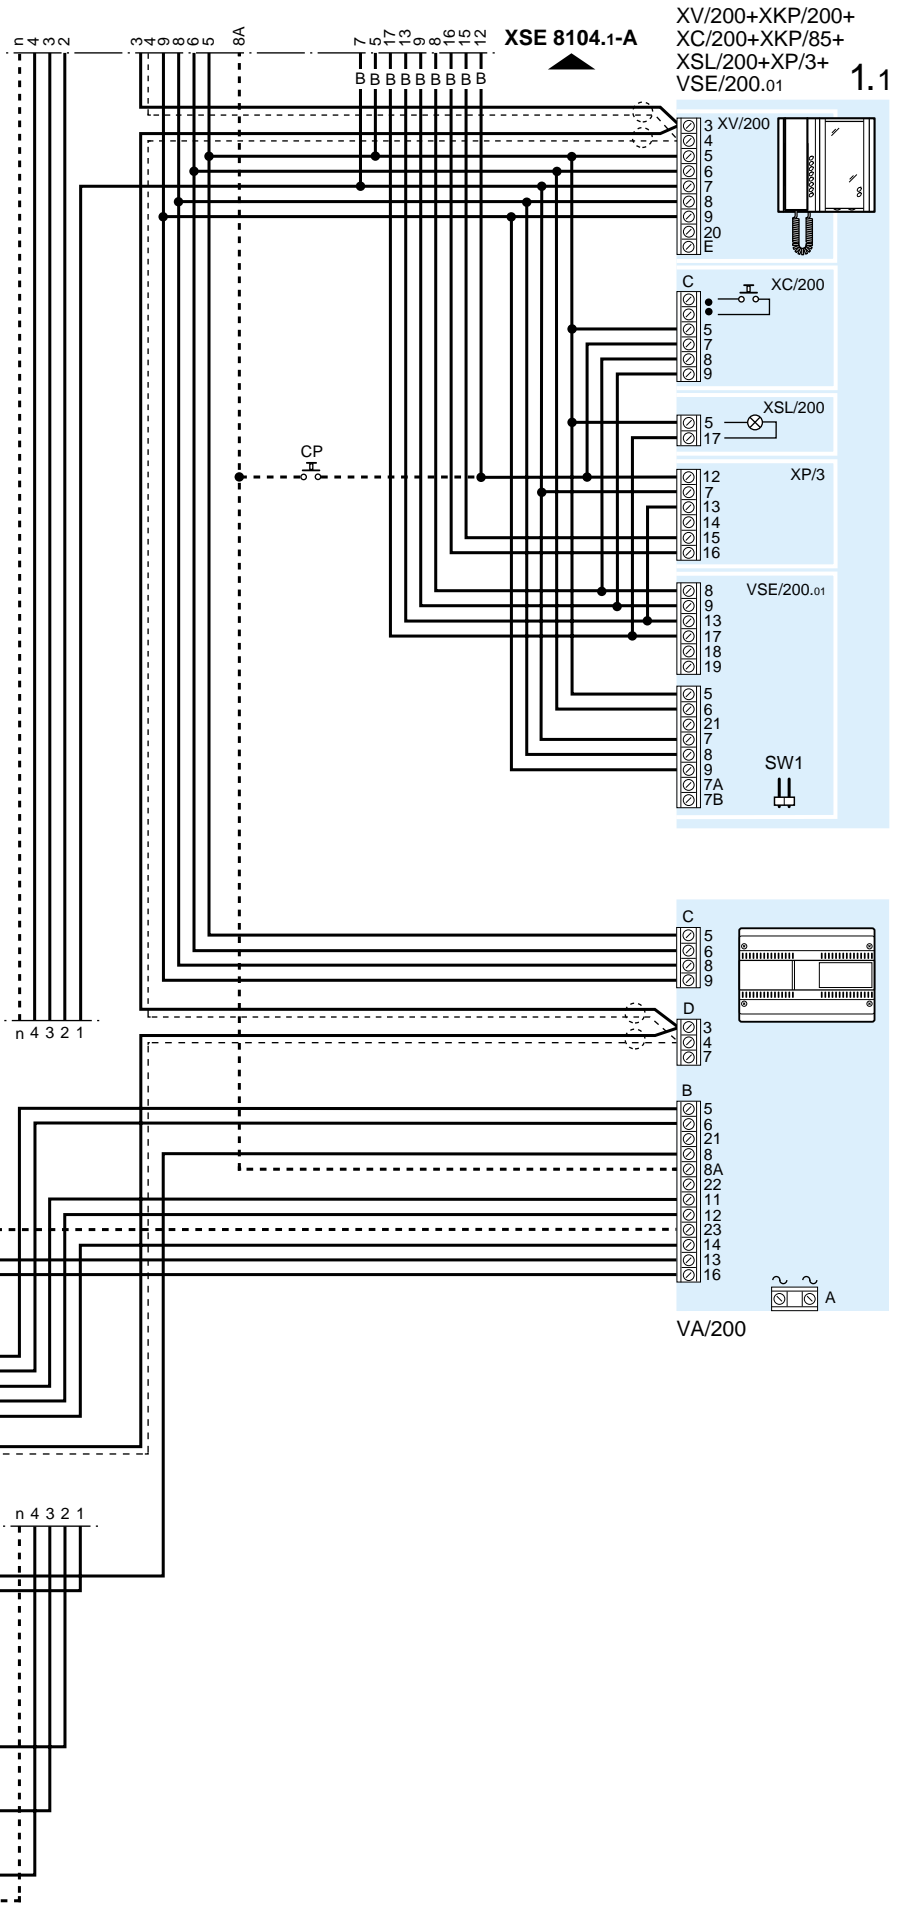 n 4 3 2 3 4 9 8 6 5 8A 7 5 17 13 9 8 16 15 12
XSE 8104.1-A
XV/200+XKP/200+
XC/200+XKP/85+
XSL/200+XP/3+
VSE/200.01
1.1
B B B B B B B B B
3 XV/200
4
5
6
7
8
9
20
E
C
XC/200
5
7
8
9
XSL/200
5
17
CP
12 XP/3
7
13
14
15
16
8 VSE/200.01
9
13
17
18
19
5
6
21
7
8
9
7A
7B
SW1
C
5
6
8
9
D
3
4
7
n 4 3 2 1
B
5
6
21
8
8A
22
11
12
23
14
13
16
A
VA/200
n 4 3 2 1